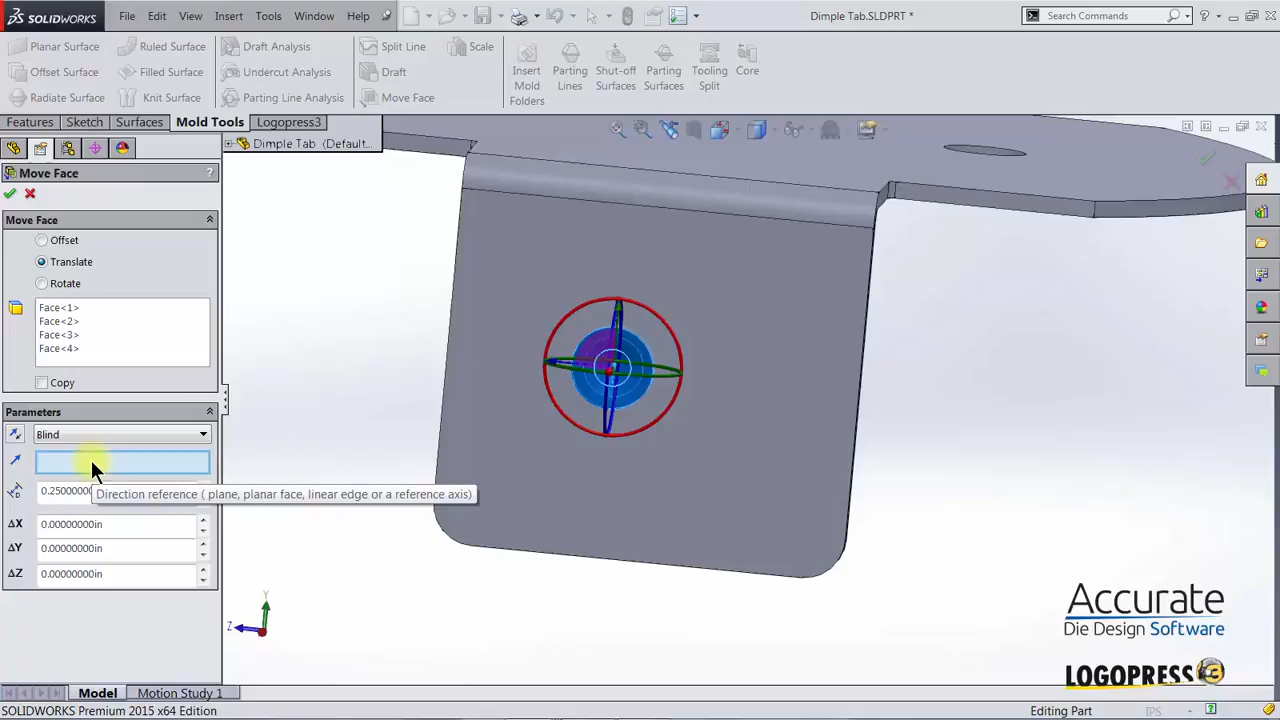 SOLIDWORKS
File Edit View Insert Tools Window Help
Dimple Tab.SLDPRT *
Search Commands
Planar Surface
Ruled Surface
Draft Analysis
Split Line
Scale
Offset Surface
Filled Surface
Undercut Analysis
Draft
Radiate Surface
Knit Surface
Parting Line Analysis
Move Face
Insert Mold Folders
Parting Lines
Shut-off Surfaces
Parting Surfaces
Tooling Split
Core
Features Sketch Surfaces Mold Tools Logopress3
Dimple Tab (Default...
Move Face ?
Move Face
Offset
Translate
Rotate
Face<1>
Face<2>
Face<3>
Face<4>
Copy
Parameters
Blind
0.2500000
Direction reference ( plane, planar face, linear edge or a reference axis)
ΔX 0.00000000in
ΔY 0.00000000in
ΔZ 0.00000000in
Y
Z
Accurate
Die Design Software
LOGOPRESS3
Model Motion Study 1
SOLIDWORKS Premium 2015 x64 Edition
Editing Part
IPS